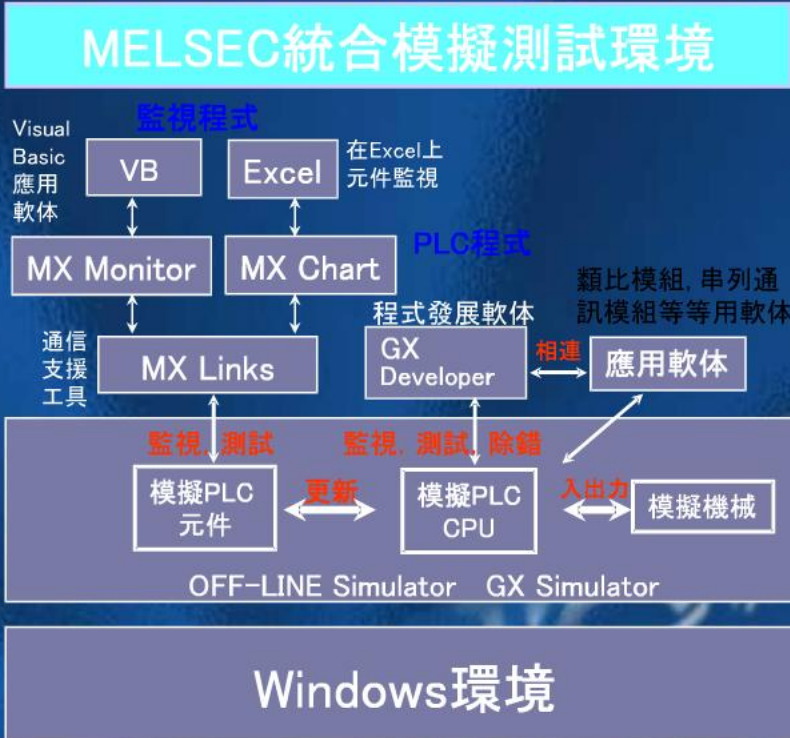 MELSEC統合模擬測試環境
監視程式
Visual
Basic
應用
軟体
VB
Excel
在Excel上
元件監視
PLC程式
MX Monitor
MX Chart
類比模組, 串列通
訊模組等等用軟体
程式發展軟体
通信
支援
工具
MX Links
GX
Developer
相連
應用軟体
監視, 測試
監視, 測試, 除錯
模擬PLC
元件
更新
模擬PLC
CPU
入出力
模擬機械
OFF-LINE Simulator GX Simulator
Windows環境